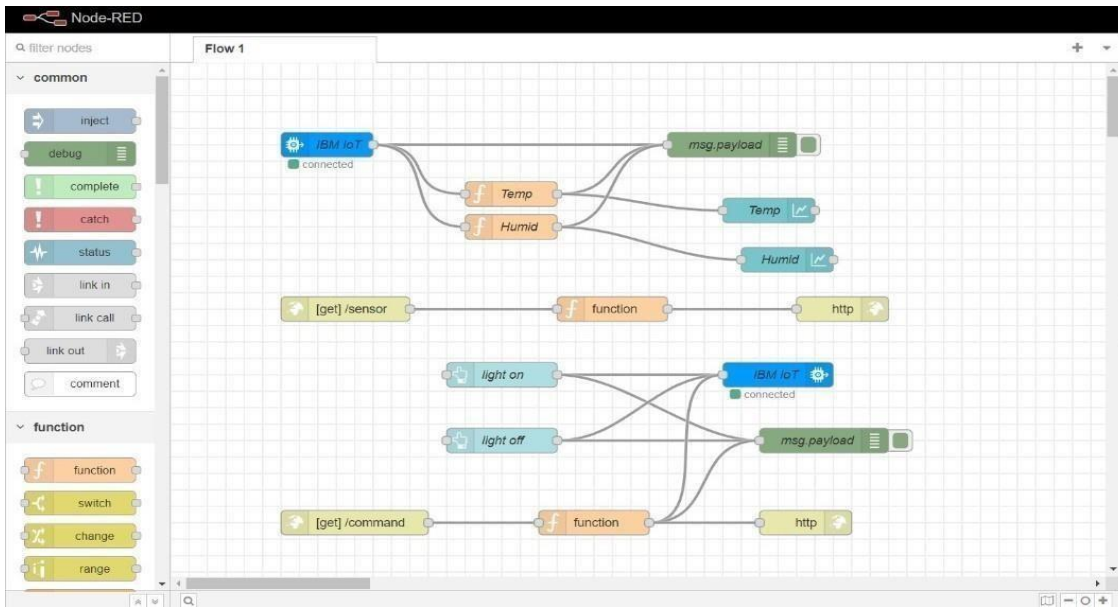 Node-RED
filter nodes
Flow 1
common
inject
debug
complete
catch
status
link in
link call
link out
comment
function
function
switch
change
range
IBM IoT
connected
msg.payload
Temp
Temp
Humid
Humid
[get] /sensor
function
http
light on
IBM IoT
connected
light off
msg.payload
[get] /command
function
http